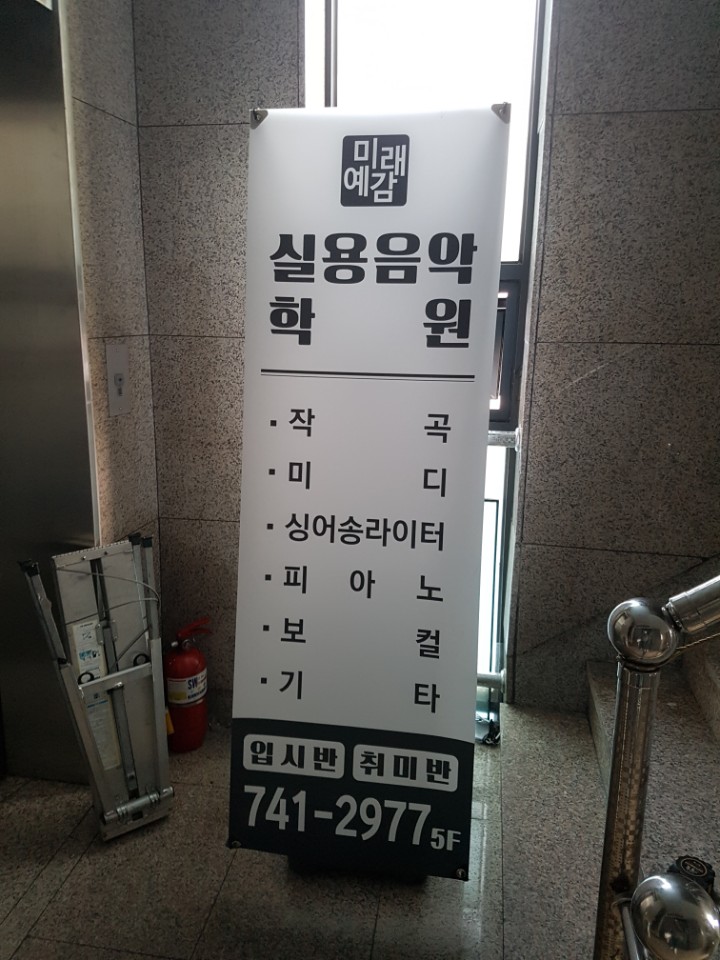 미래
예감
실용음악
학 원
· 작 곡
· 미 디
· 싱어송라이터
· 피 아 노
· 보 컬
· 기 타
입시반 취미반
741-2977 5F
SW